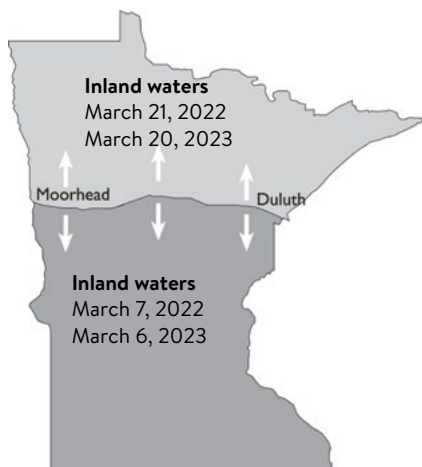 Inland waters
March 21, 2022
March 20, 2023
Moorhead
Duluth
Inland waters
March 7, 2022
March 6, 2023